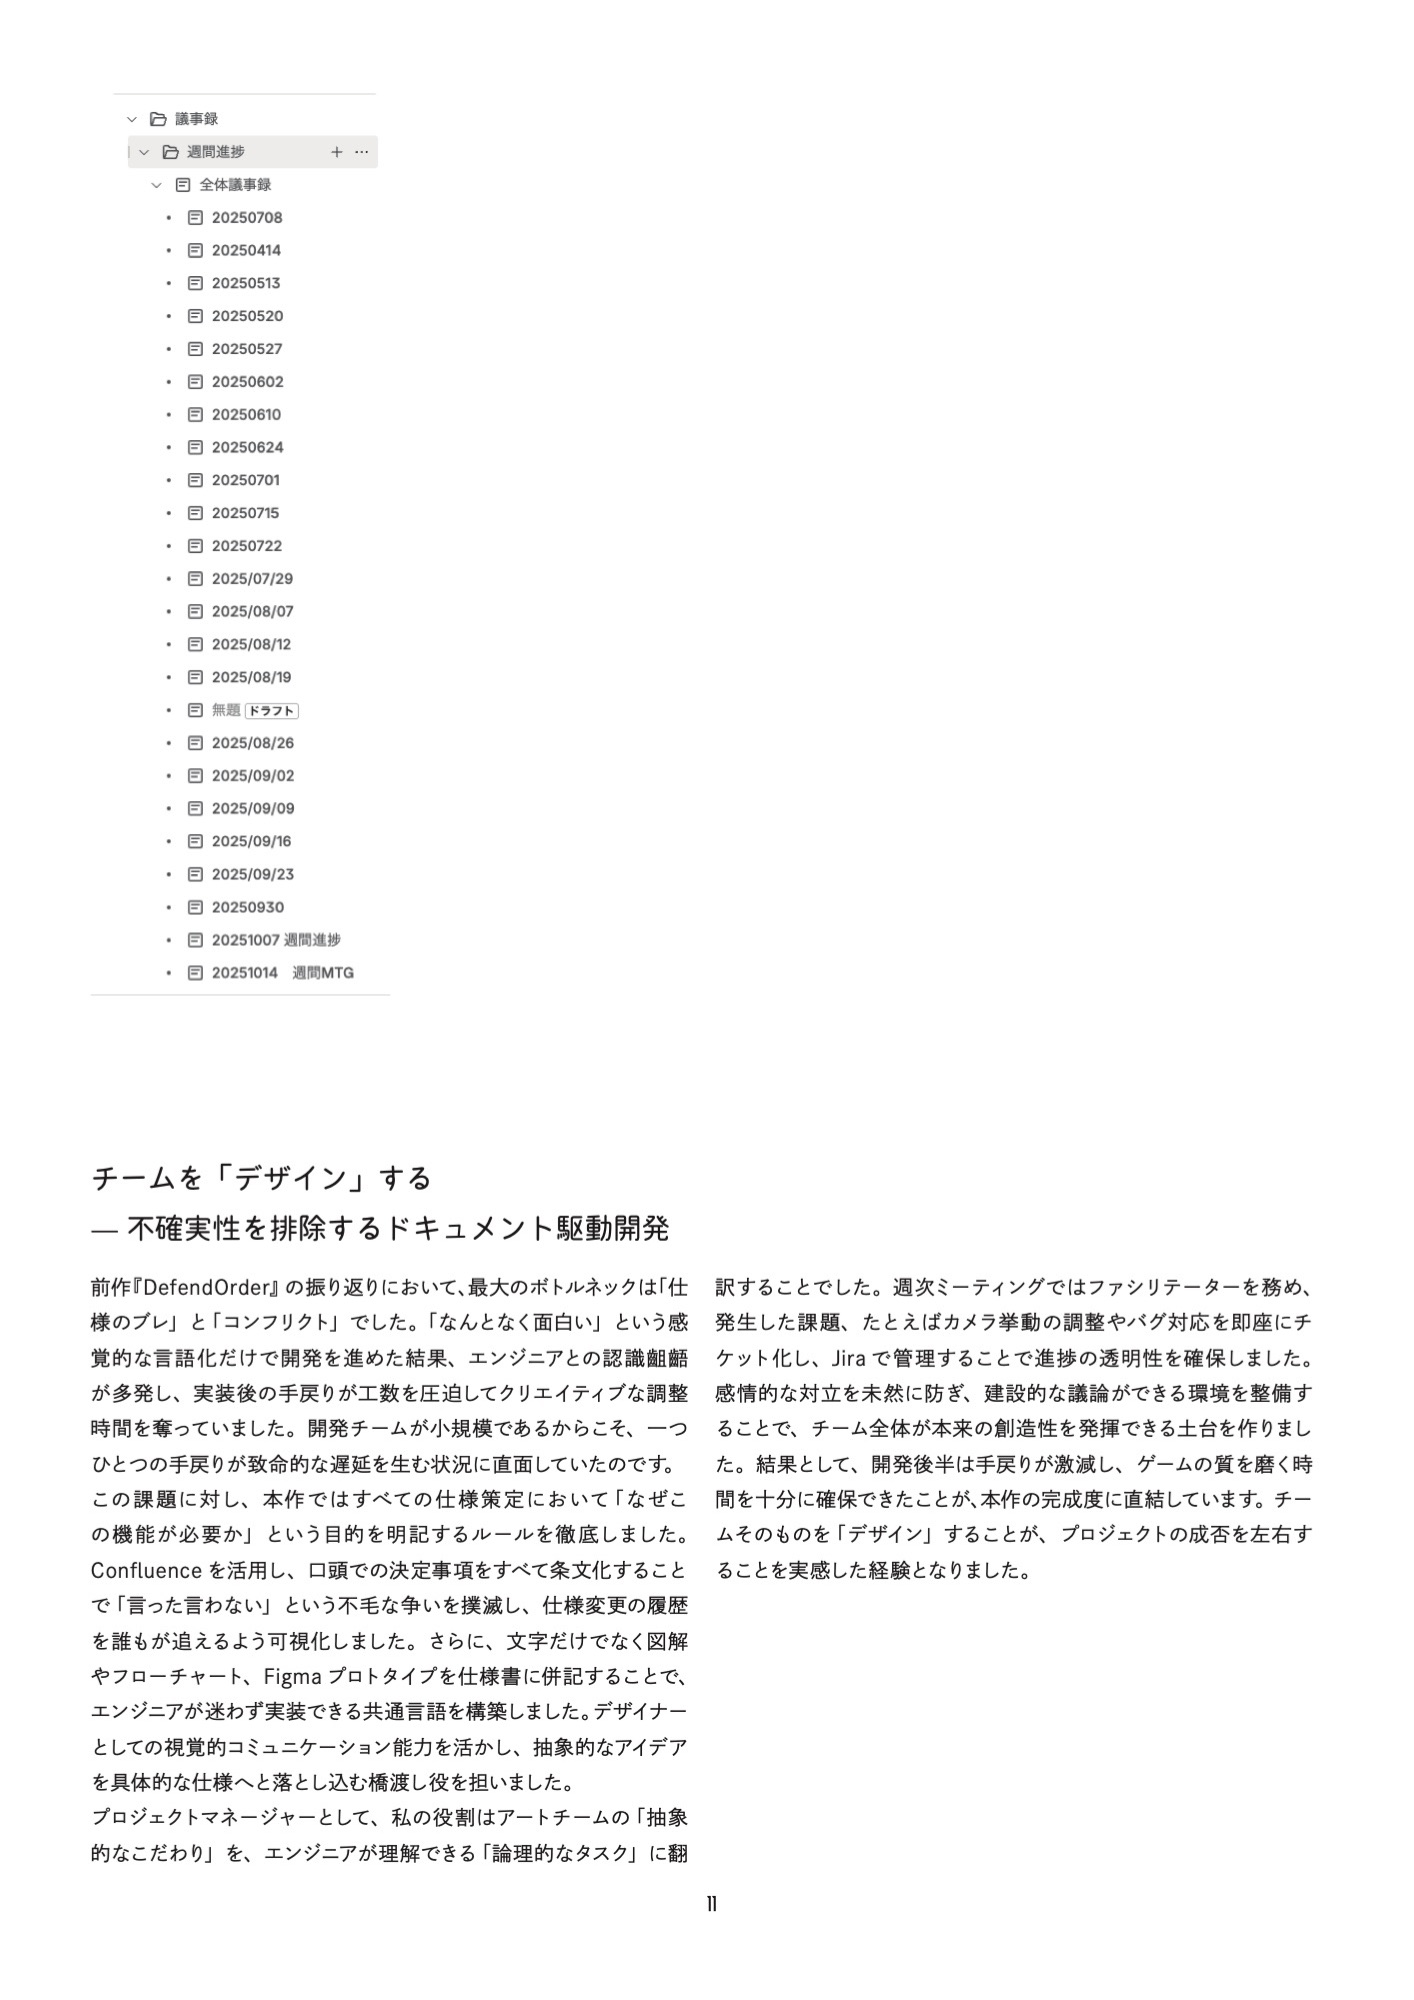 議事録
週間進捗
全体議事録
20250708
20250414
20250513
20250520
20250527
20250602
20250610
20250624
20250701
20250715
20250722
2025/07/29
2025/08/07
2025/08/12
2025/08/19
無題 ドラフト
2025/08/26
2025/09/02
2025/09/09
2025/09/16
2025/09/23
20250930
20251007 週間進捗
20251014　週間MTG
チームを「デザイン」する
— 不確実性を排除するドキュメント駆動開発
前作『DefendOrder』の振り返りにおいて、最大のボトルネックは「仕
様のブレ」と「コンフリクト」でした。「なんとなく面白い」という感
覚的な言語化だけで開発を進めた結果、エンジニアとの認識齟齬
が多発し、実装後の手戻りが工数を圧迫してクリエイティブな調整
時間を奪っていました。開発チームが小規模であるからこそ、一つ
ひとつの手戻りが致命的な遅延を生む状況に直面していたのです。
この課題に対し、本作ではすべての仕様策定において「なぜこ
の機能が必要か」という目的を明記するルールを徹底しました。
Confluence を活用し、口頭での決定事項をすべて条文化すること
で「言った言わない」という不毛な争いを撲滅し、仕様変更の履歴
を誰もが追えるよう可視化しました。さらに、文字だけでなく図解
やフローチャート、Figma プロトタイプを仕様書に併記することで、
エンジニアが迷わず実装できる共通言語を構築しました。デザイナー
としての視覚的コミュニケーション能力を活かし、抽象的なアイデア
を具体的な仕様へと落とし込む橋渡し役を担いました。
プロジェクトマネージャーとして、私の役割はアートチームの「抽象
的なこだわり」を、エンジニアが理解できる「論理的なタスク」に翻
訳することでした。週次ミーティングではファシリテーターを務め、
発生した課題、たとえばカメラ挙動の調整やバグ対応を即座にチ
ケット化し、Jira で管理することで進捗の透明性を確保しました。
感情的な対立を未然に防ぎ、建設的な議論ができる環境を整備す
ることで、チーム全体が本来の創造性を発揮できる土台を作りまし
た。結果として、開発後半は手戻りが激減し、ゲームの質を磨く時
間を十分に確保できたことが、本作の完成度に直結しています。チー
ムそのものを「デザイン」することが、プロジェクトの成否を左右す
ることを実感した経験となりました。
11